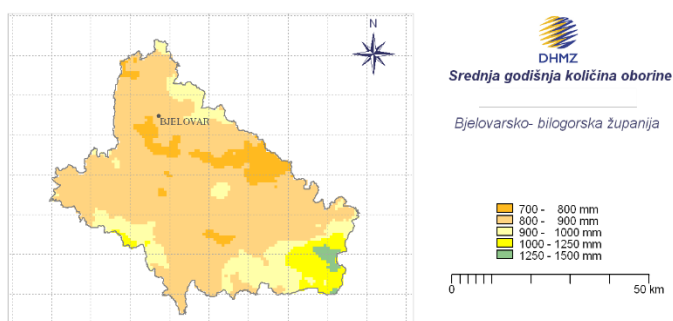 N
BJELOVAR
DHMZ
Srednja godišnja količina oborine
Bjelovarsko- bilogorska županija
700 - 800 mm
800 - 900 mm
900 - 1000 mm
1000 - 1250 mm
1250 - 1500 mm
0 50 km